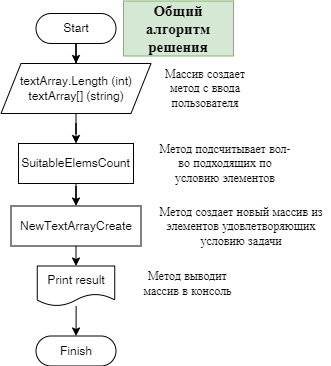 Start
Общий
алгоритм
решения
textArray.Length (int)
textArray[] (string)
Массив создает
метод с ввода
пользователя
SuitableElemsCount
Метод подсчитывает вол-
во подходящих по
условию элементов
NewTextArrayCreate
Метод создает новый массив из
элементов удовлетворяющих
условию задачи
Print result
Метод выводит
массив в консоль
Finish